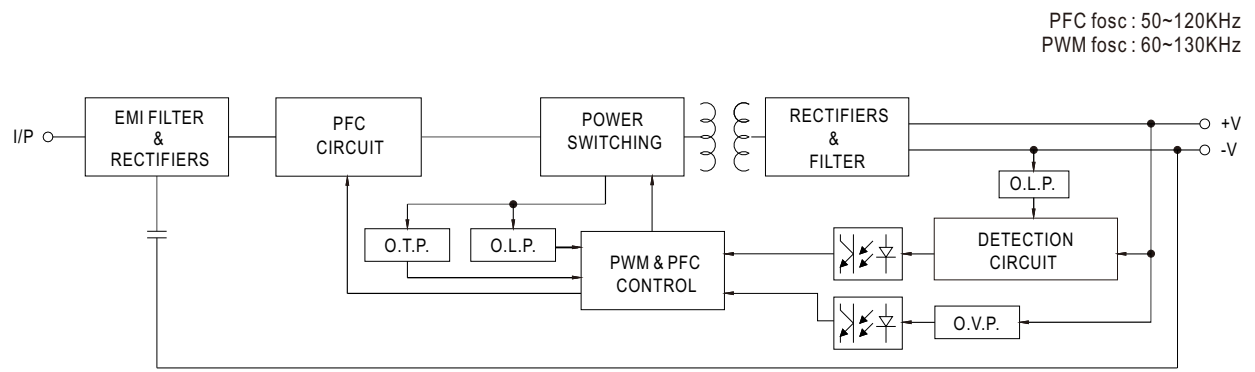 PFC fosc : 50~120KHz
PWM fosc : 60~130KHz
I/P
EMI FILTER
&
RECTIFIERS
PFC
CIRCUIT
POWER
SWITCHING
RECTIFIERS
&
FILTER
+V
-V
O.L.P.
O.T.P.
O.L.P.
PWM & PFC
CONTROL
DETECTION
CIRCUIT
O.V.P.